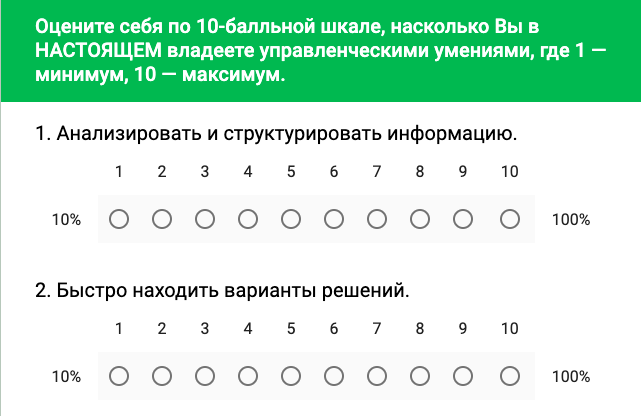 Оцените себя по 10-балльной шкале, насколько Вы в
НАСТОЯЩЕМ владеете управленческими умениями, где 1 —
минимум, 10 — максимум.
1. Анализировать и структурировать информацию.
1 2 3 4 5 6 7 8 9 10
10% 100%
2. Быстро находить варианты решений.
1 2 3 4 5 6 7 8 9 10
10% 100%